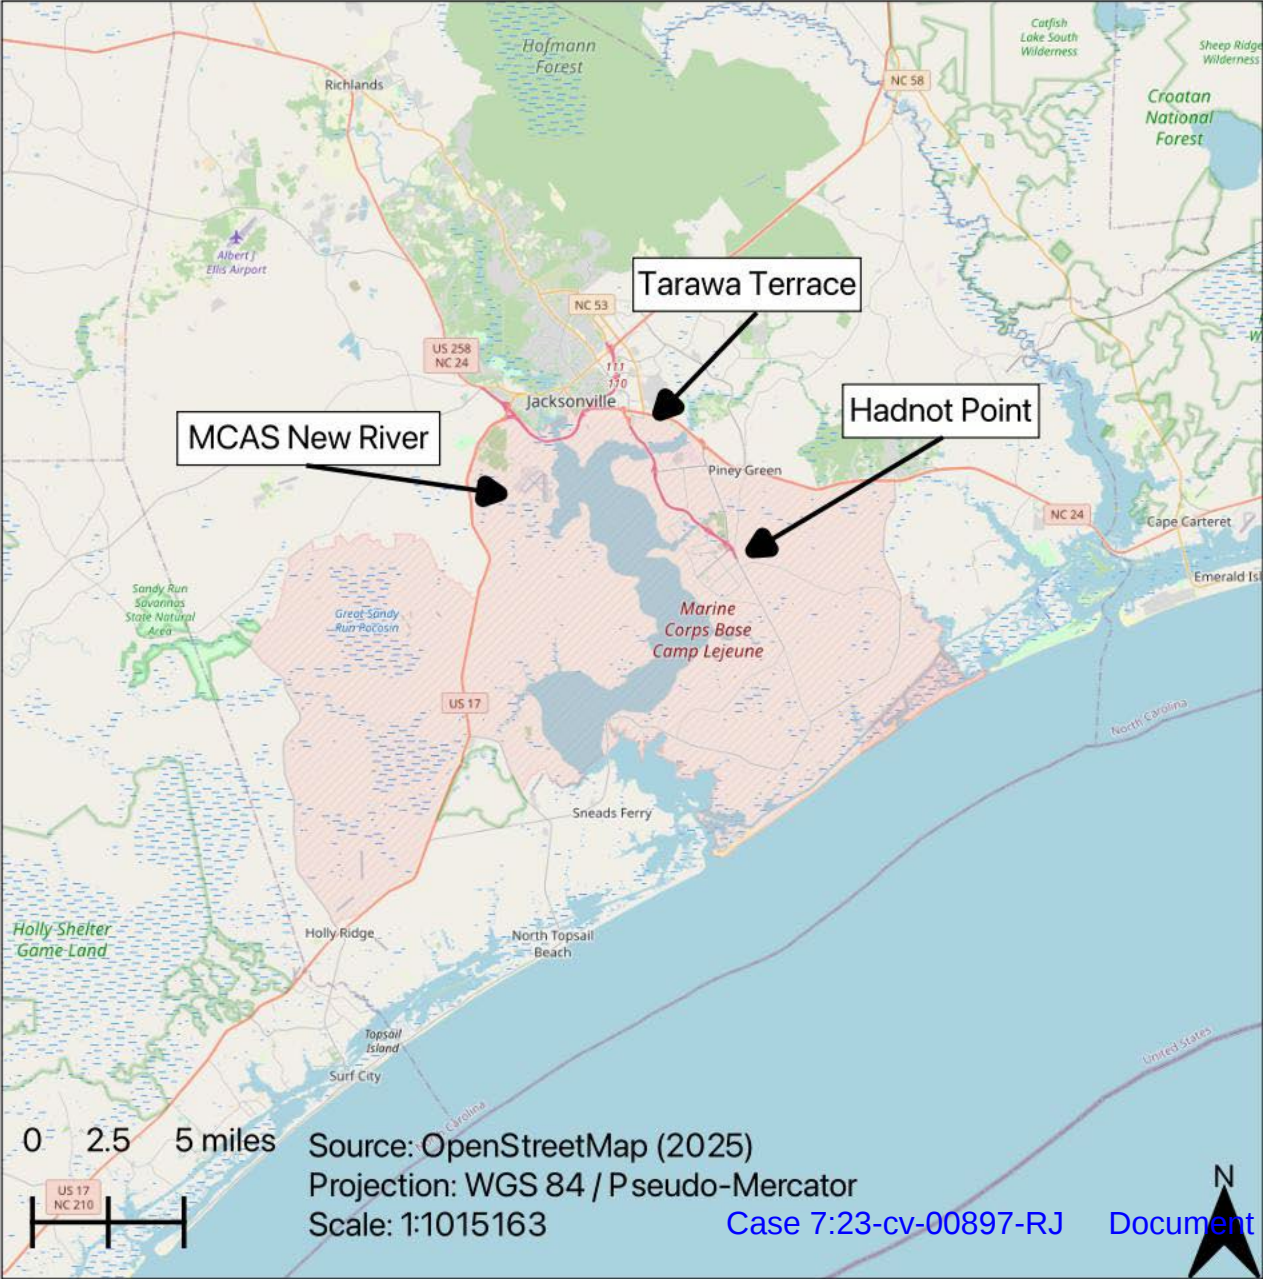 Hofmann
Forest
Catfish
Lake South
Wilderness
Sheep Ridge
Wilderness
Richlands
NC 58
Croatan
National
Forest
Albert J
Ellis Airport
Tarawa Terrace
NC 53
US 258
NC 24
111
110
Jacksonville
Hadnot Point
MCAS New River
Piney Green
NC 24
Cape Carteret
Emerald Isl
Sandy Run
Savannas
State Natural
Area
Great Sandy
Run Pocosin
Marine
Corps Base
Camp Lejeune
US 17
North Carolina
Sneads Ferry
Holly Shelter
Game Land
Holly Ridge
North Topsail
Beach
Topsail
Island
United States
Surf City
Carolina
0 2.5 5 miles
Source: OpenStreetMap (2025)
Projection: WGS 84 / Pseudo-Mercator
Scale: 1:1015163
US 17
NC 210
N
Case 7:23-cv-00897-RJ Document